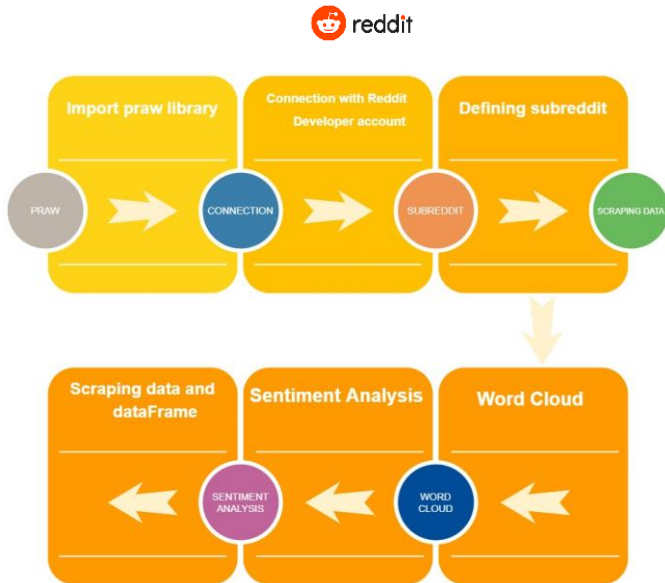 reddit
Import praw library
Connection with Reddit
Developer account
Defining subreddit
PRAW
CONNECTION
SUBREDDIT
SCRAPING DATA
Scraping data and
dataFrame
Sentiment Analysis
Word Cloud
SENTIMENT
ANALYSIS
WORD
CLOUD